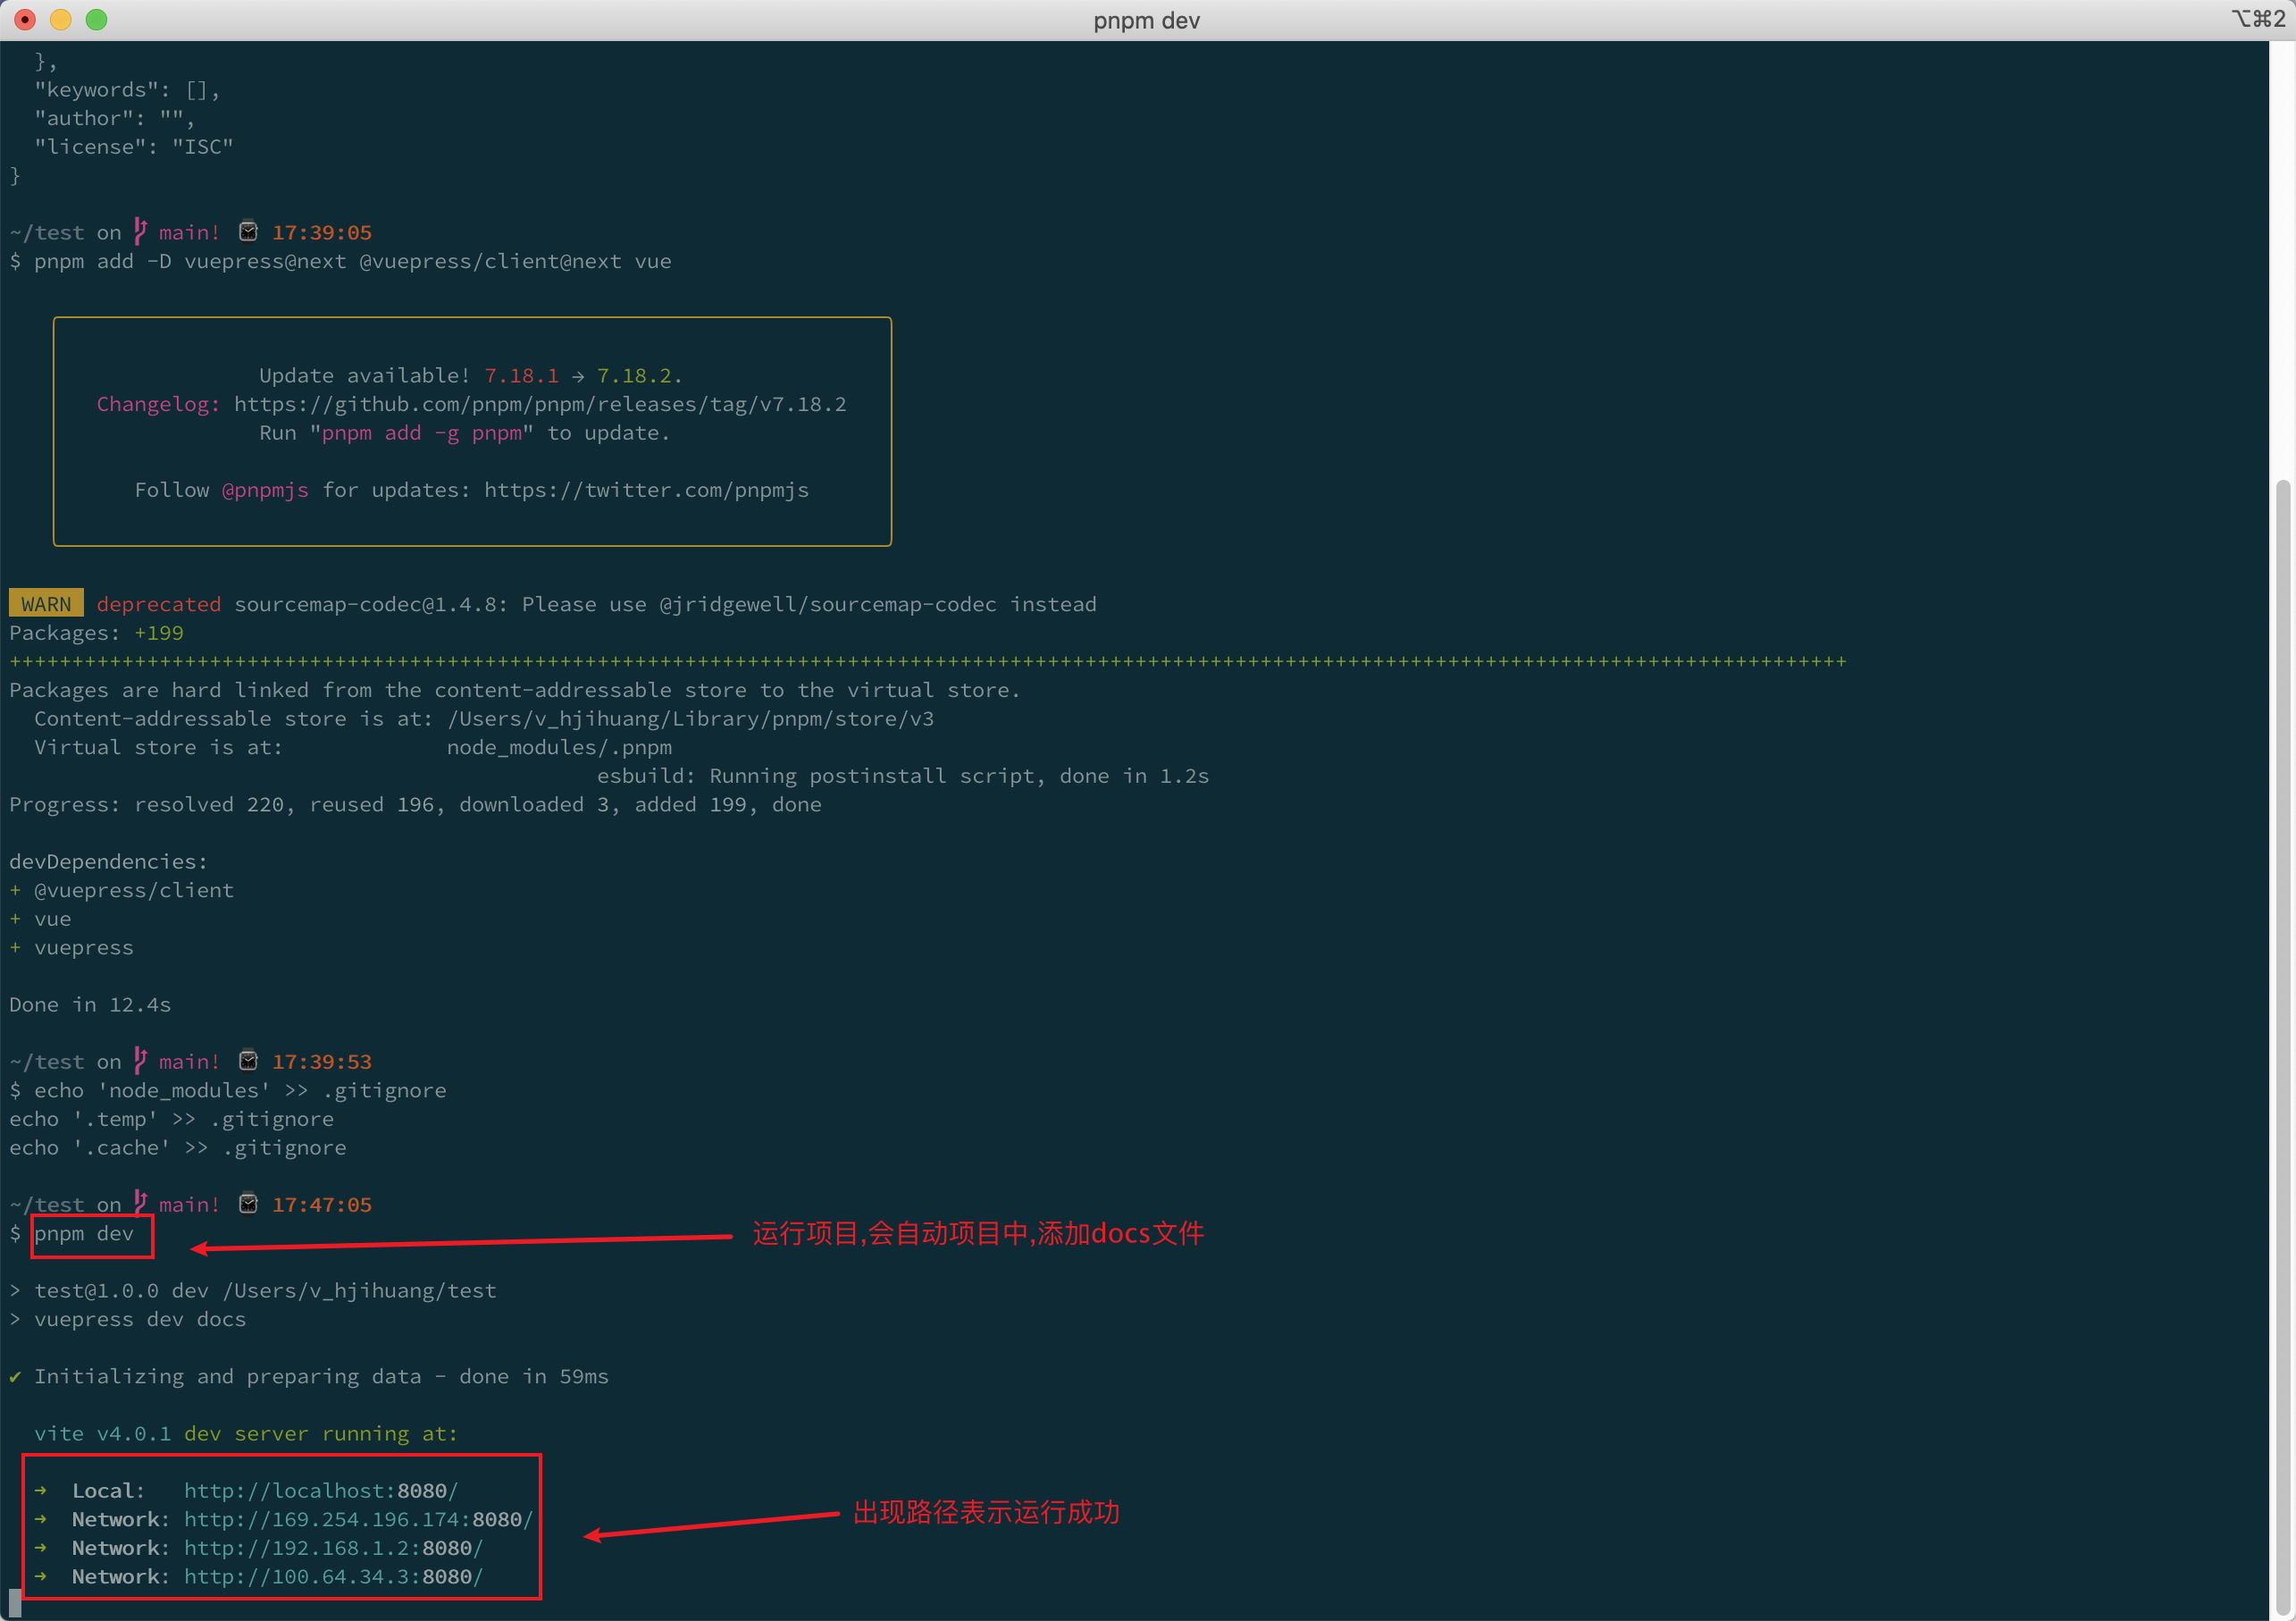 pnpm dev
⌥⌘2
},
"keywords": [],
"author": "",
"license": "ISC"
}
~/test on main! 17:39:05
$ pnpm add -D vuepress@next @vuepress/client@next vue
Update available! 7.18.1 → 7.18.2.
Changelog: https://github.com/pnpm/pnpm/releases/tag/v7.18.2
Run "pnpm add -g pnpm" to update.
Follow @pnpmjs for updates: https://twitter.com/pnpmjs
WARN deprecated sourcemap-codec@1.4.8: Please use @jridgewell/sourcemap-codec instead
Packages: +199
+++++++++++++++++++++++++++++++++++++++++++++++++++++++++++++++++++++++++++++++++++++++++++++++++++++++++++++++++++++++++++++++++++++++++++++++++++
Packages are hard linked from the content-addressable store to the virtual store.
Content-addressable store is at: /Users/v_hjihuang/Library/pnpm/store/v3
Virtual store is at: node_modules/.pnpm
esbuild: Running postinstall script, done in 1.2s
Progress: resolved 220, reused 196, downloaded 3, added 199, done
devDependencies:
+ @vuepress/client
+ vue
+ vuepress
Done in 12.4s
~/test on main! 17:39:53
$ echo 'node_modules' >> .gitignore
echo '.temp' >> .gitignore
echo '.cache' >> .gitignore
~/test on main! 17:47:05
$ pnpm dev
运行项目,会自动项目中,添加docs文件
> test@1.0.0 dev /Users/v_hjihuang/test
> vuepress dev docs
✔ Initializing and preparing data - done in 59ms
vite v4.0.1 dev server running at:
➜ Local: http://localhost:8080/
➜ Network: http://169.254.196.174:8080/
出现路径表示运行成功
➜ Network: http://192.168.1.2:8080/
➜ Network: http://100.64.34.3:8080/